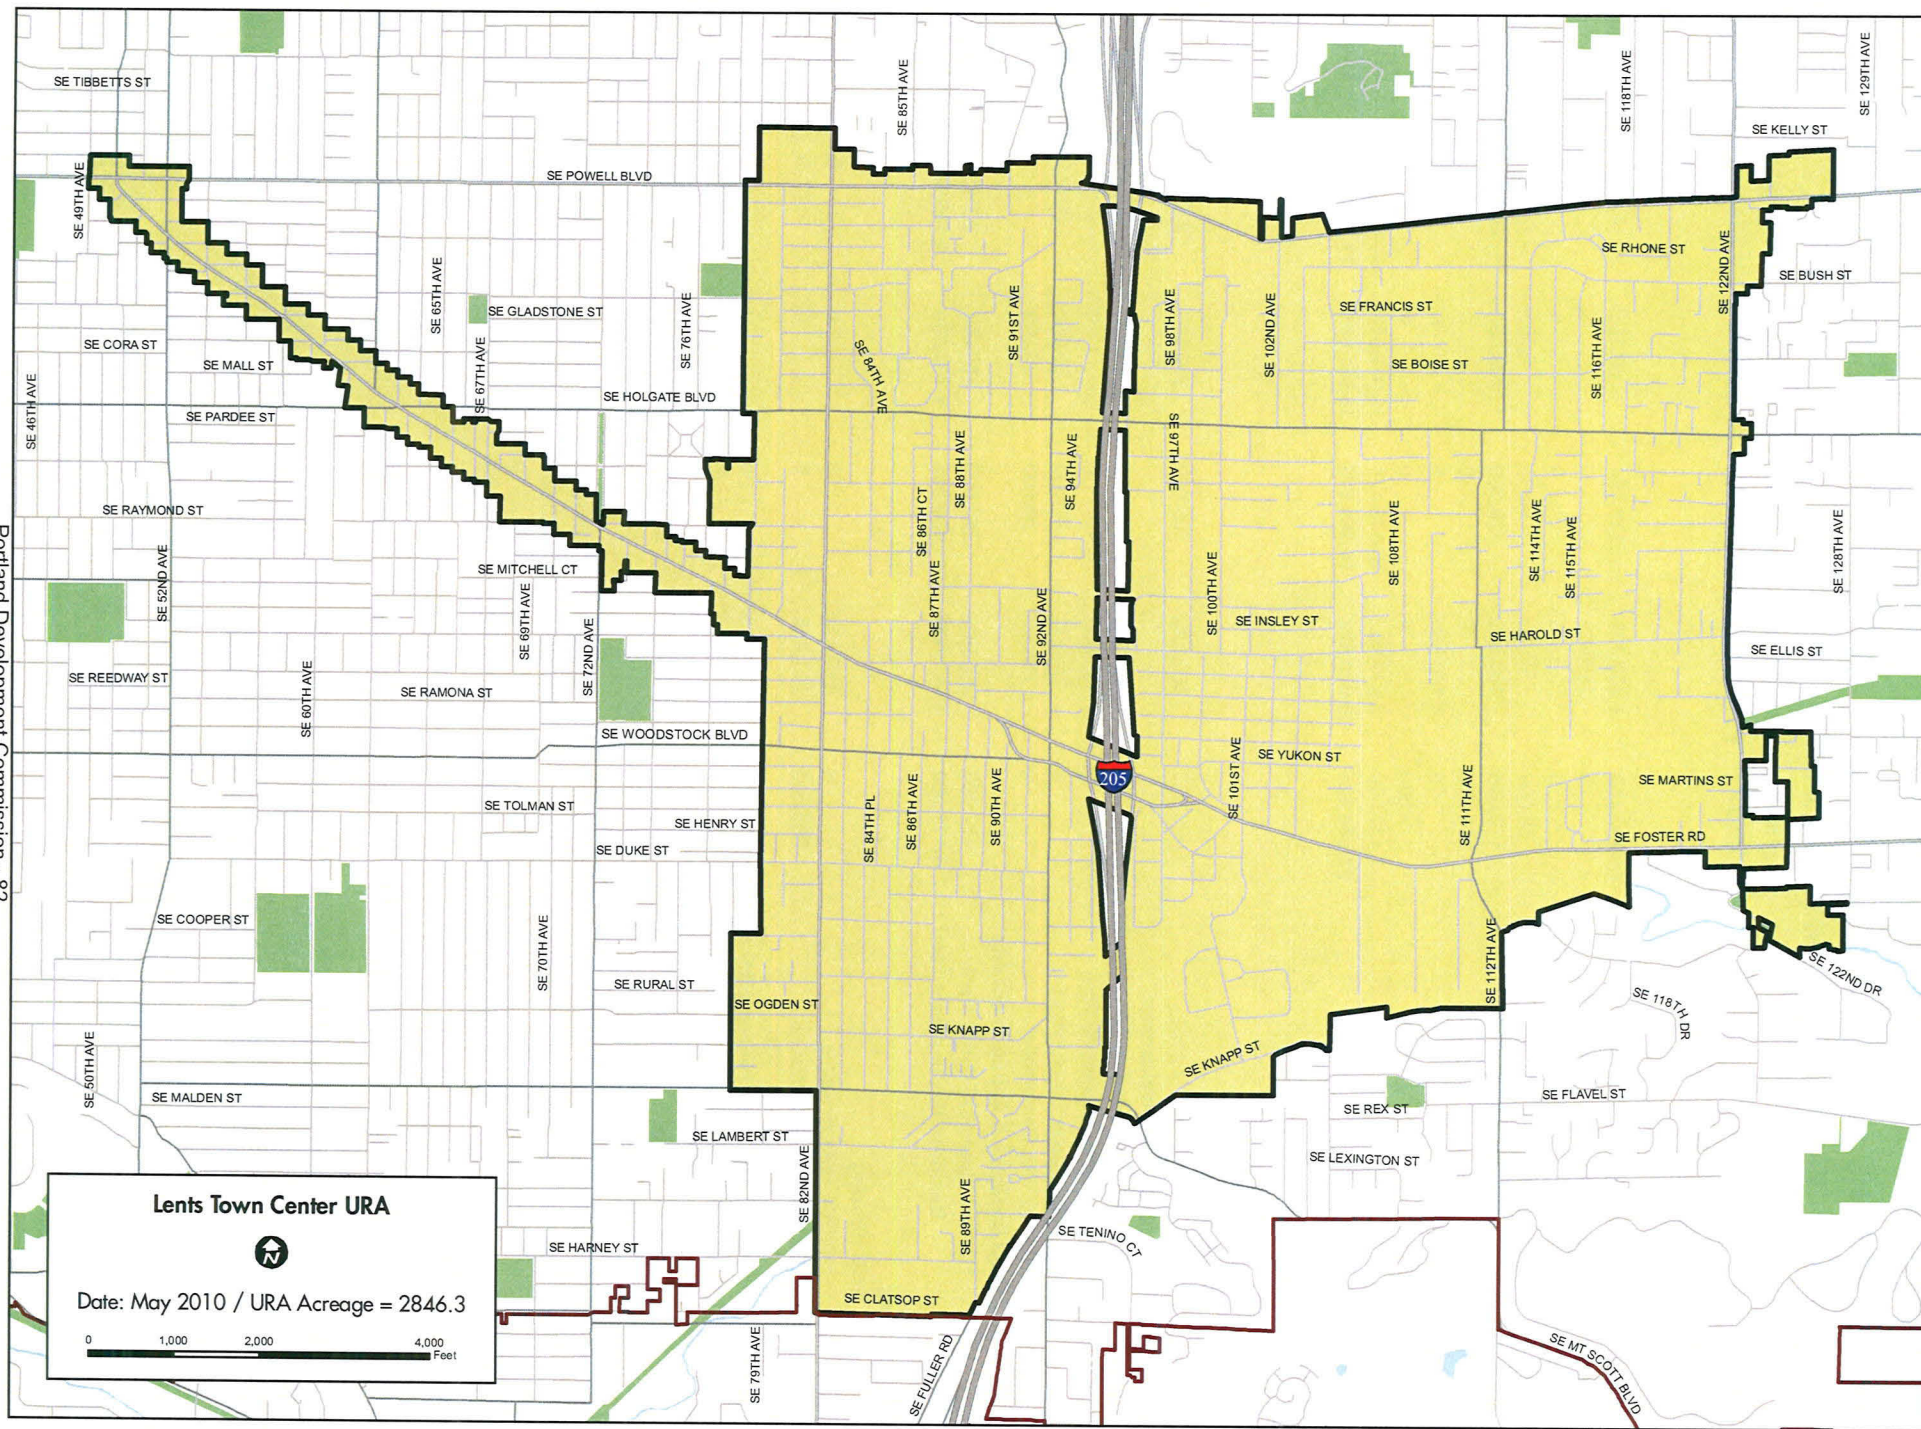 SE TIBBETTS ST
SE 85TH AVE
SE 118TH AVE
SE 129TH AVE
SE KELLY ST
SE 49TH AVE
SE POWELL BLVD
SE RHONE ST
SE 122ND AVE
SE BUSH ST
SE 65TH AVE
SE GLADSTONE ST
SE 76TH AVE
SE 91ST AVE
SE 98TH AVE
SE 102ND AVE
SE FRANCIS ST
SE 116TH AVE
SE CORA ST
SE MALL ST
SE 67TH AVE
SE 84TH AVE
SE BOISE ST
SE 46TH AVE
SE PARDEE ST
SE HOLGATE BLVD
SE 97TH AVE
SE 88TH AVE
SE 94TH AVE
SE RAYMOND ST
SE 86TH CT
SE 108TH AVE
SE 114TH AVE
SE 115TH AVE
SE 128TH AVE
SE 52ND AVE
SE MITCHELL CT
SE 69TH AVE
SE 72ND AVE
SE 87TH AVE
SE 92ND AVE
SE 100TH AVE
SE INSLEY ST
SE HAROLD ST
SE ELLIS ST
SE REEDWAY ST
SE 60TH AVE
SE RAMONA ST
SE WOODSTOCK BLVD
SE YUKON ST
205
SE 101ST AVE
SE 111TH AVE
SE MARTINS ST
SE TOLMAN ST
SE HENRY ST
SE 84TH PL
SE 86TH AVE
SE 90TH AVE
SE DUKE ST
SE FOSTER RD
SE COOPER ST
SE 70TH AVE
SE 112TH AVE
SE RURAL ST
SE OGDEN ST
SE 122ND DR
SE 118TH DR
SE KNAPP ST
SE KNAPP ST
SE 50TH AVE
SE MALDEN ST
SE REX ST
SE FLAVEL ST
SE LAMBERT ST
SE LEXINGTON ST
SE 82ND AVE
SE 89TH AVE
SE TENINO CT
SE HARNEY ST
SE CLATSOP ST
SE 79TH AVE
SE FULLER RD
SE MT SCOTT BLVD
Lents Town Center URA
N
Date: May 2010 / URA Acreage = 2846.3
0 1,000 2,000 4,000
Feet